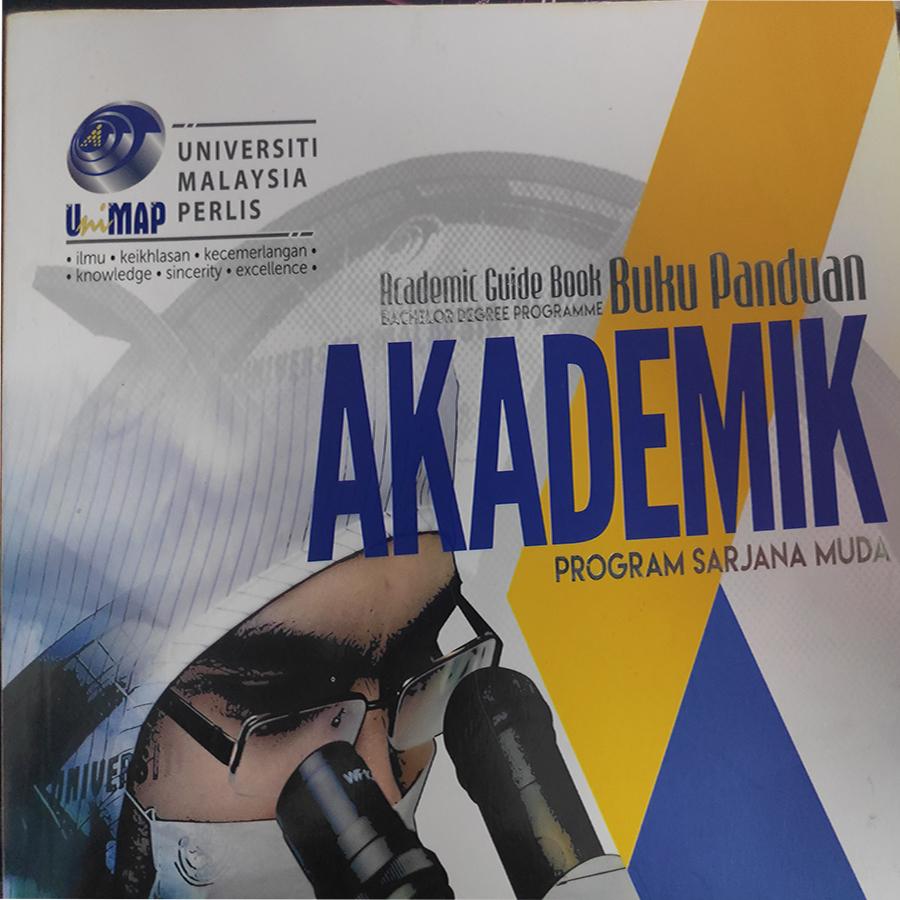 UNIVERSITI
MALAYSIA
PERLIS
UniMAP
• ilmu • keikhlasan • kecemerlangan •
• knowledge • sincerity • excellence •
Academic Guide Book Buku Panduan
BACHELOR DEGREE PROGRAMME
AKADEMIK
PROGRAM SARJANA MUDA